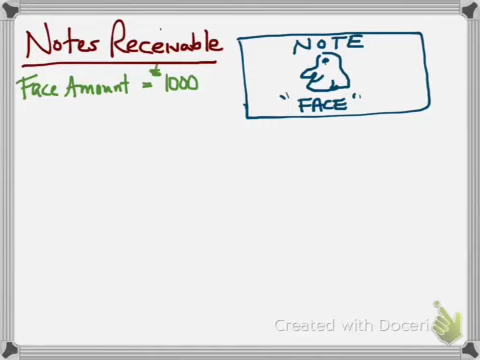 Notes Receivable
Face Amount = $1000
NOTE
"FACE"
Created with Doceri